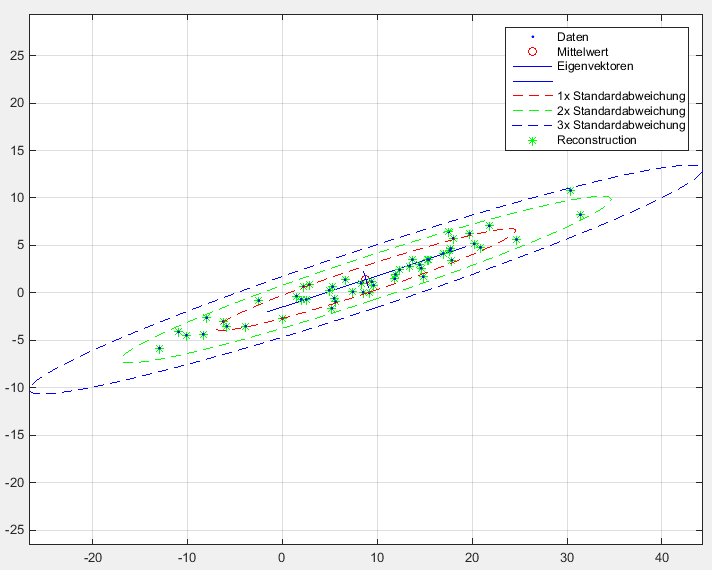 Daten
Mittelwert
Eigenvektoren
1x Standardabweichung
2x Standardabweichung
3x Standardabweichung
Reconstruction
25
20
15
10
5
0
-5
-10
-15
-20
-25
-20 -10 0 10 20 30 40